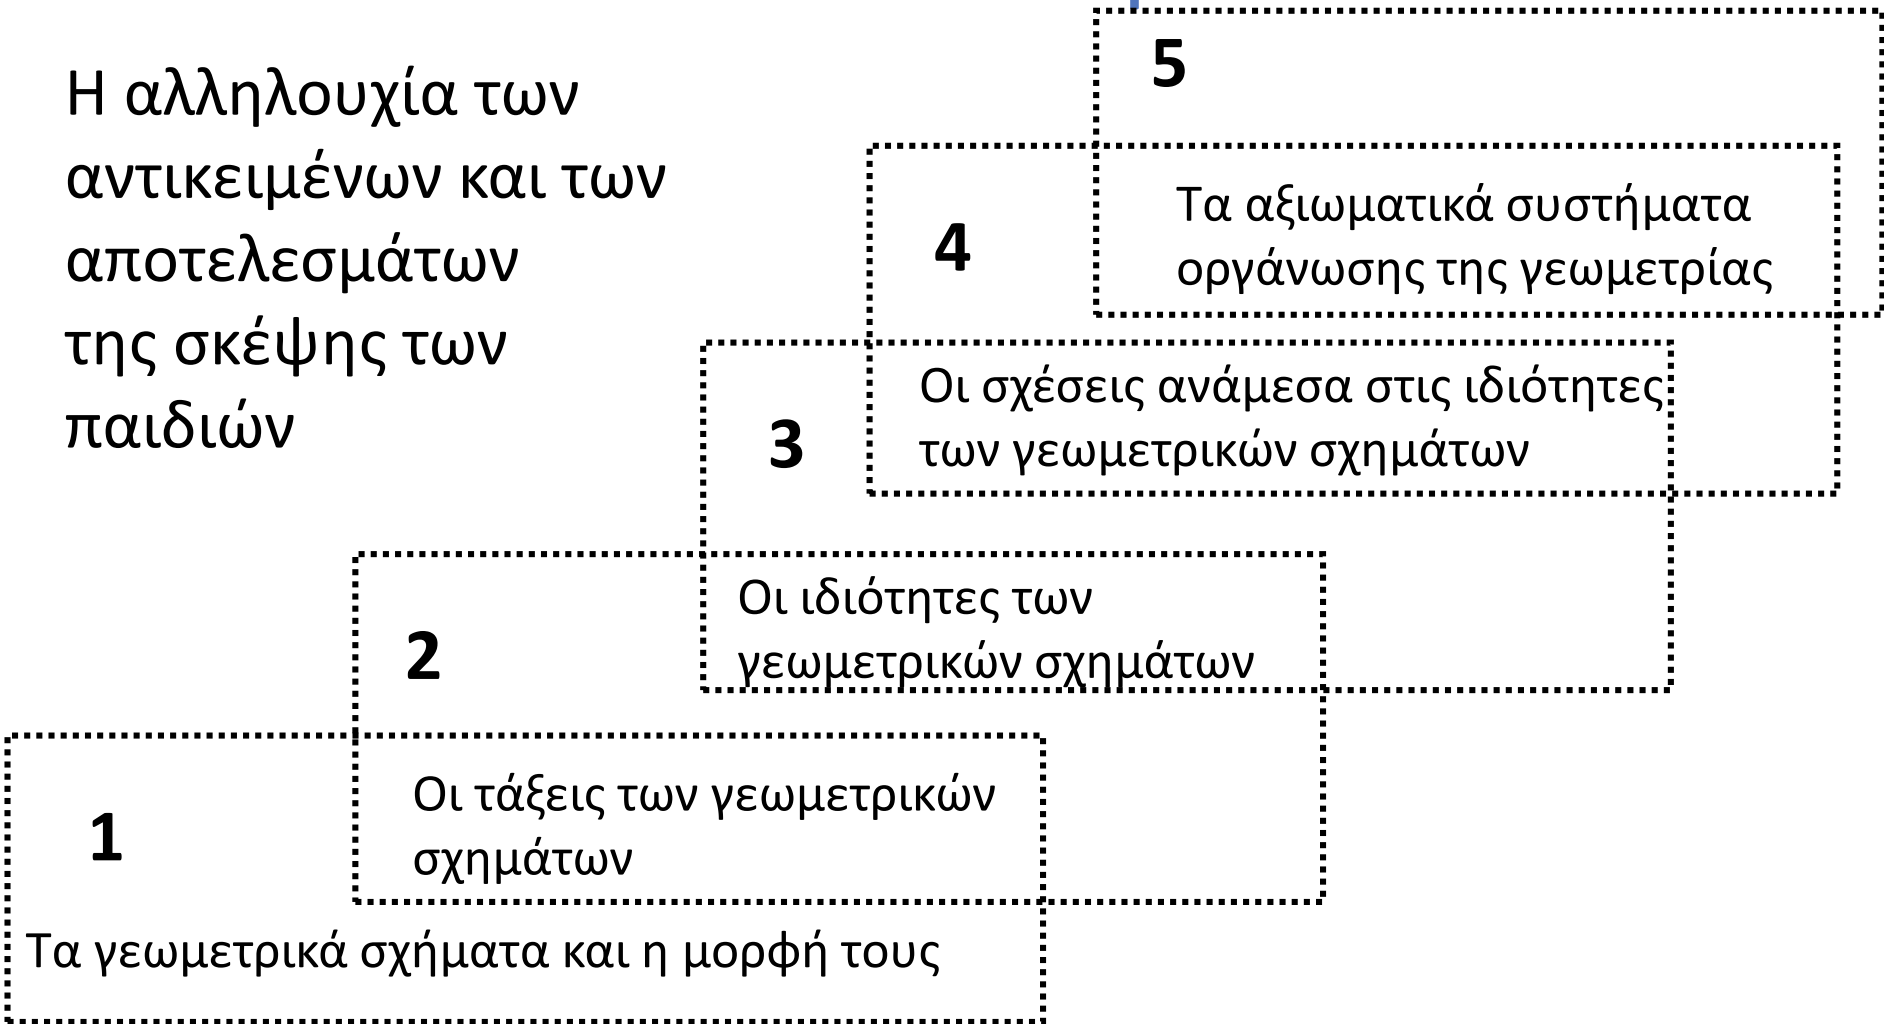 Η αλληλουχία των
αντικειμένων και των
αποτελεσμάτων
της σκέψης των
παιδιών
5
Τα αξιωματικά συστήματα
οργάνωσης της γεωμετρίας
4
Οι σχέσεις ανάμεσα στις ιδιότητες
των γεωμετρικών σχημάτων
3
Οι ιδιότητες των
γεωμετρικών σχημάτων
2
Οι τάξεις των γεωμετρικών
σχημάτων
1
Τα γεωμετρικά σχήματα και η μορφή τους